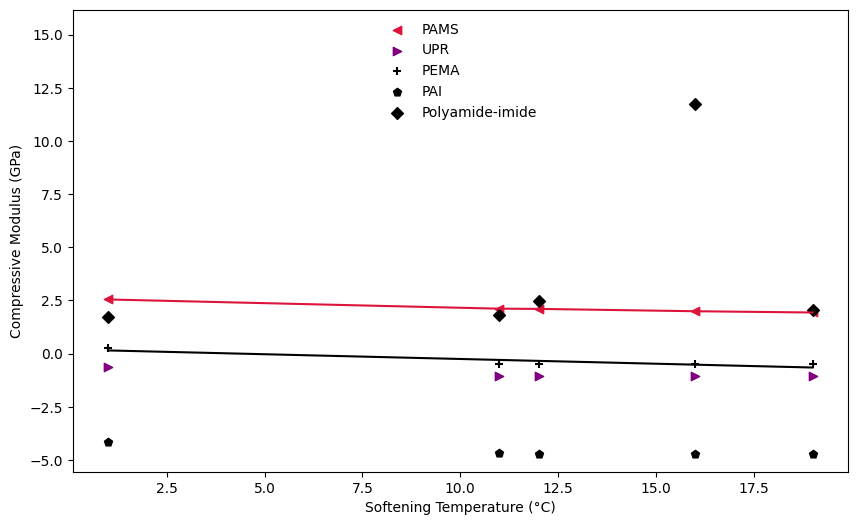 15.0
12.5
10.0
7.5
5.0
2.5
0.0
−2.5
−5.0
Compressive Modulus (GPa)
PAMS
UPR
PEMA
PAI
Polyamide-imide
2.5 5.0 7.5 10.0 12.5 15.0 17.5
Softening Temperature (°C)